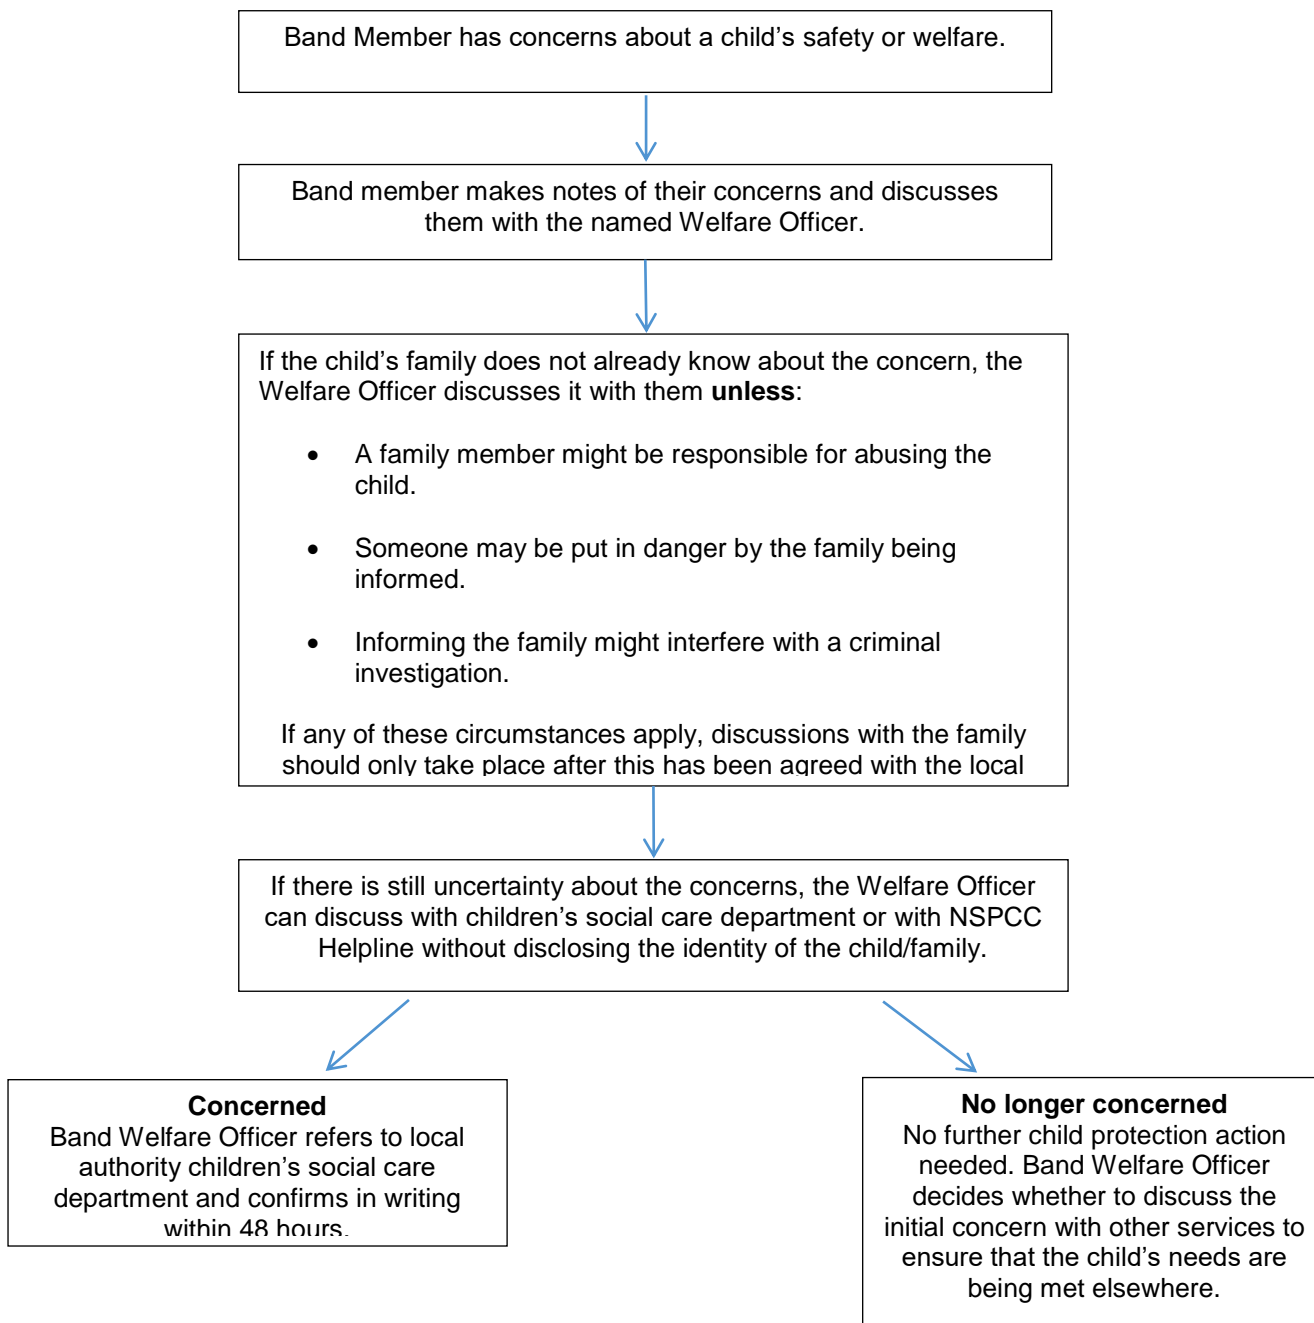 Band Member has concerns about a child’s safety or welfare.
Band member makes notes of their concerns and discusses
them with the named Welfare Officer.
If the child’s family does not already know about the concern, the
Welfare Officer discusses it with them unless:
• A family member might be responsible for abusing the
child.
• Someone may be put in danger by the family being
informed.
• Informing the family might interfere with a criminal
investigation.
If any of these circumstances apply, discussions with the family
should only take place after this has been agreed with the local
If there is still uncertainty about the concerns, the Welfare Officer
can discuss with children’s social care department or with NSPCC
Helpline without disclosing the identity of the child/family.
Concerned
Band Welfare Officer refers to local
authority children’s social care
department and confirms in writing
within 48 hours.
No longer concerned
No further child protection action
needed. Band Welfare Officer
decides whether to discuss the
initial concern with other services to
ensure that the child’s needs are
being met elsewhere.